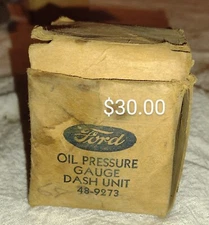 $30.00
Ford
OIL PRESSURE
GAUGE
DASH UNIT
48-9273